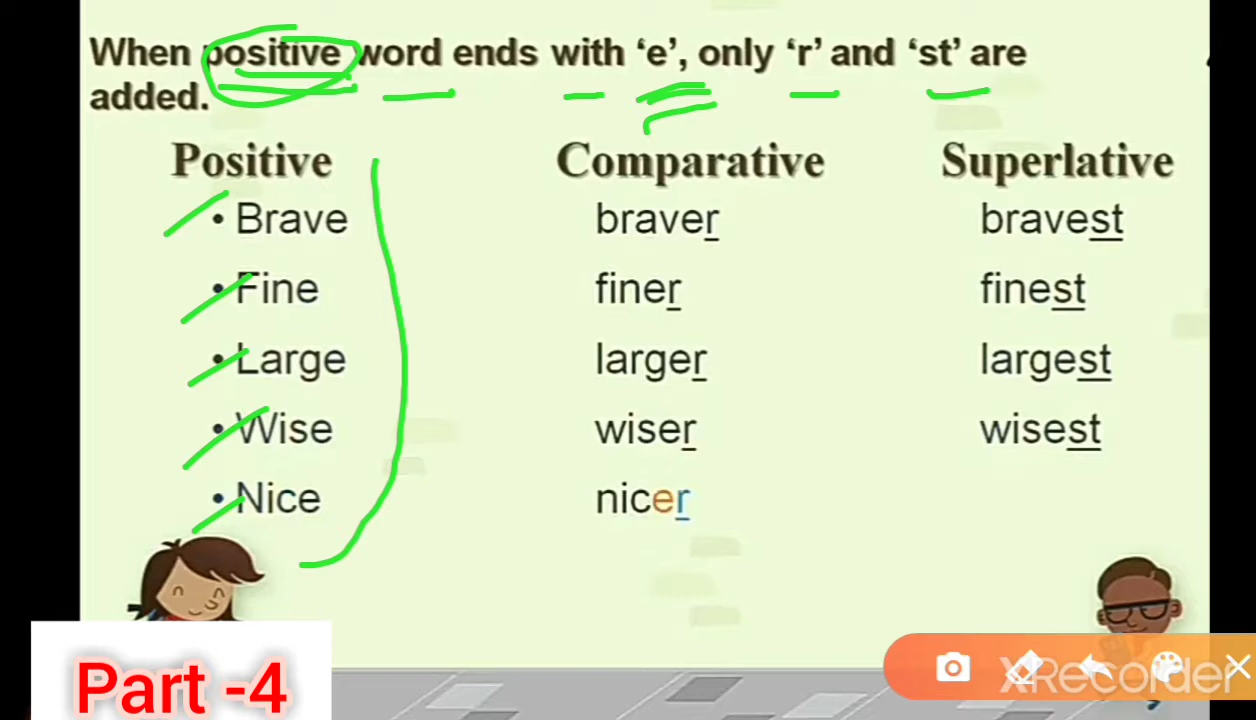 When positive word ends with ‘e’, only ‘r’ and ‘st’ are
added.
Positive Comparative Superlative
• Brave braver bravest
• Fine finer finest
• Large larger largest
• Wise wiser wisest
• Nice nicer
Part -4
XRecorder